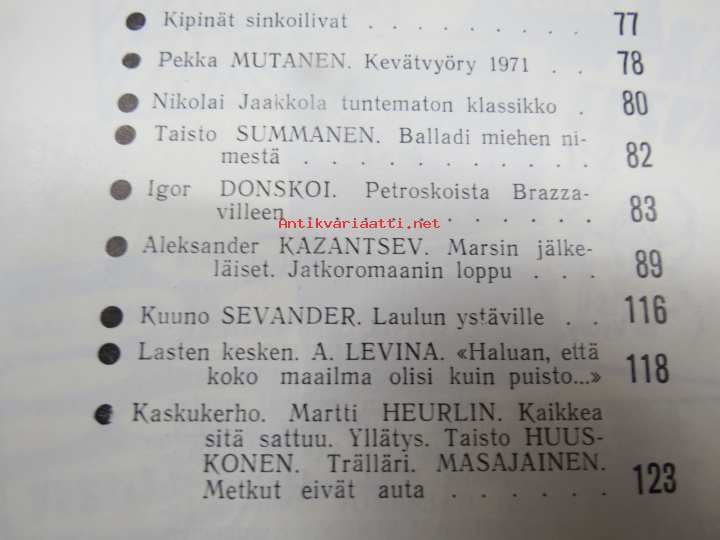 ● Kipinät sinkoilivat . . . . . . . . . 77
● Pekka MUTANEN. Kevätvyöry 1971 . . 78
● Nikolai Jaakkola tuntematon klassikko . 80
● Taisto SUMMANEN. Balladi miehen ni-
mestä . . . . . . . . . . . 82
● Igor DONSKOI. Petroskoista Brazza-
villeen . . . . . . . . . . . 83
Antikvariaatti.net
● Aleksander KAZANTSEV. Marsin jälke-
läiset. Jatkoromaanin loppu . . . 89
● Kuuno SEVANDER. Laulun ystäville . . 116
● Lasten kesken. A. LEVINA. «Haluan, että
koko maailma olisi kuin puisto...» 118
● Kaskukerho. Martti HEURLIN. Kaikkea
sitä sattuu. Yllätys. Taisto HUUS-
KONEN. Trälläri. MASAJAINEN.
Metkut eivät auta . . . . . . 123